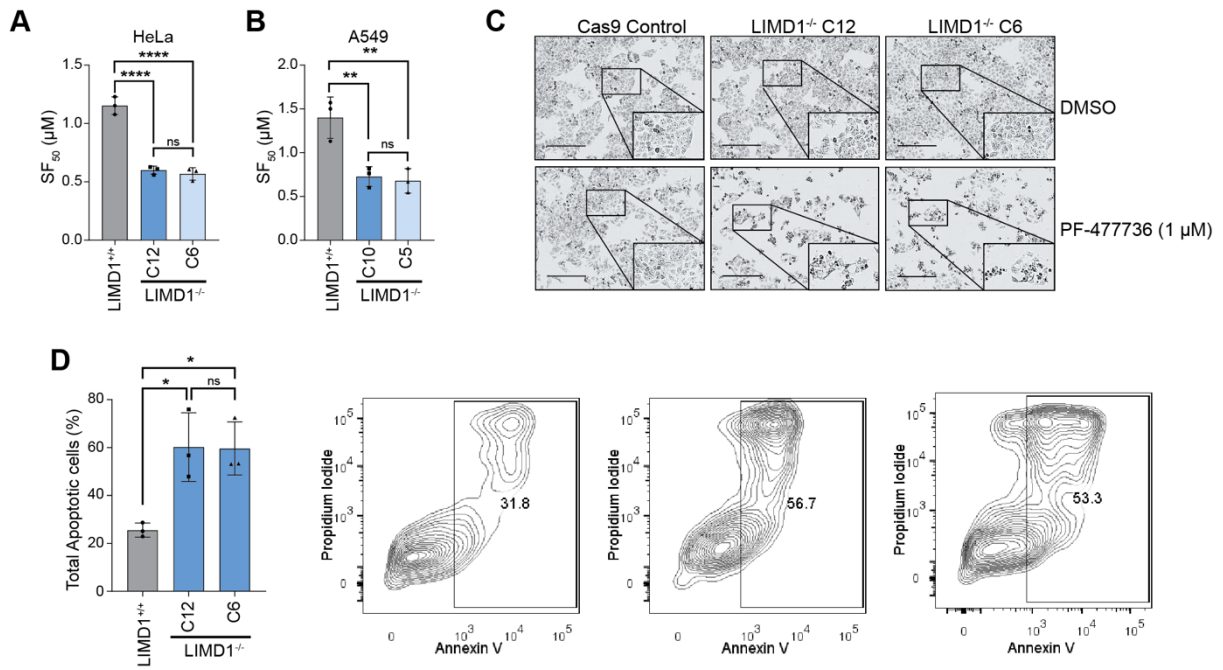 A
HeLa
SF50 (µM)
1.5
1.0
0.5
0.0
****
****
ns
LIMD1+/+
C12
C6
LIMD1-/-
B
A549
SF50 (µM)
2.0
1.5
1.0
0.5
0.0
**
**
ns
LIMD1+/+
C10
C5
LIMD1-/-
C
Cas9 Control
LIMD1-/- C12
LIMD1-/- C6
DMSO
PF-477736 (1 µM)
D
Total Apoptotic cells (%)
80
60
40
20
0
*
*
ns
LIMD1+/+
C12
C6
LIMD1-/-
Propidium Iodide
10^5
10^4
10^3
0
31.8
0
10^3
10^4
10^5
Annexin V
Propidium Iodide
10^5
10^4
10^3
0
56.7
0
10^3
10^4
10^5
Annexin V
Propidium Iodide
10^5
10^4
10^3
0
53.3
0
10^3
10^4
10^5
Annexin V